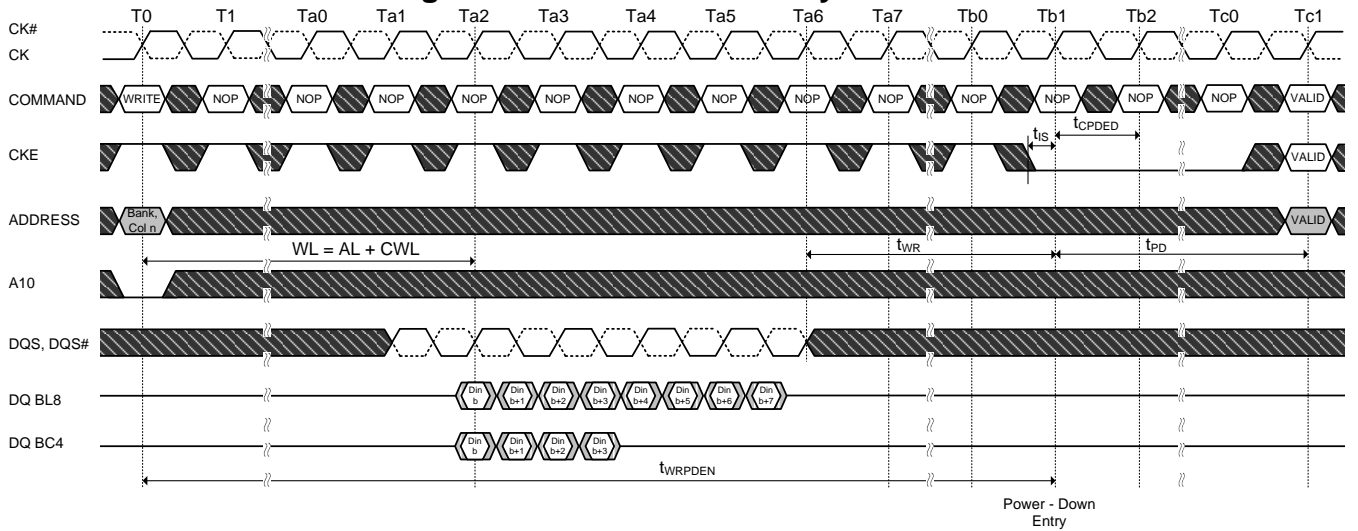 T0 T1 Ta0 Ta1 Ta2 Ta3 Ta4 Ta5 Ta6 Ta7 Tb0 Tb1 Tb2 Tc0 Tc1
CK#
CK
COMMAND WRITE NOP NOP NOP NOP NOP NOP NOP NOP NOP NOP NOP NOP NOP VALID
tIS tCPDED
CKE VALID
ADDRESS Bank, Col n VALID
WL = AL + CWL tWR tPD
A10
DQS, DQS#
DQ BL8 Din b Din b+1 Din b+2 Din b+3 Din b+4 Din b+5 Din b+6 Din b+7
DQ BC4 Din b Din b+1 Din b+2 Din b+3
tWRPDEN
Power - Down
Entry